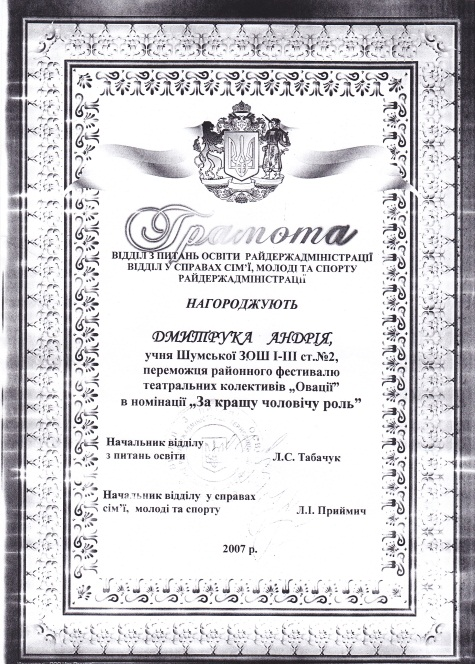 Грамота
ВІДДІЛ З ПИТАНЬ ОСВІТИ РАЙДЕРЖАДМІНІСТРАЦІЇ
ВІДДІЛ У СПРАВАХ СІМ’Ї, МОЛОДІ ТА СПОРТУ
РАЙДЕРЖАДМІНІСТРАЦІЇ
НАГОРОДЖУЮТЬ
ДМИТРУКА АНДРІЯ,
учня Шумської ЗОШ І-ІІІ ст.№2,
переможця районного фестивалю
театральних колективів „Овації”
в номінації „За кращу чоловічу роль”
Начальник відділу
з питань освіти Л.С. Табачук
Начальник відділу у справах
сім’ї, молоді та спорту Л.І. Приймич
2007 р.